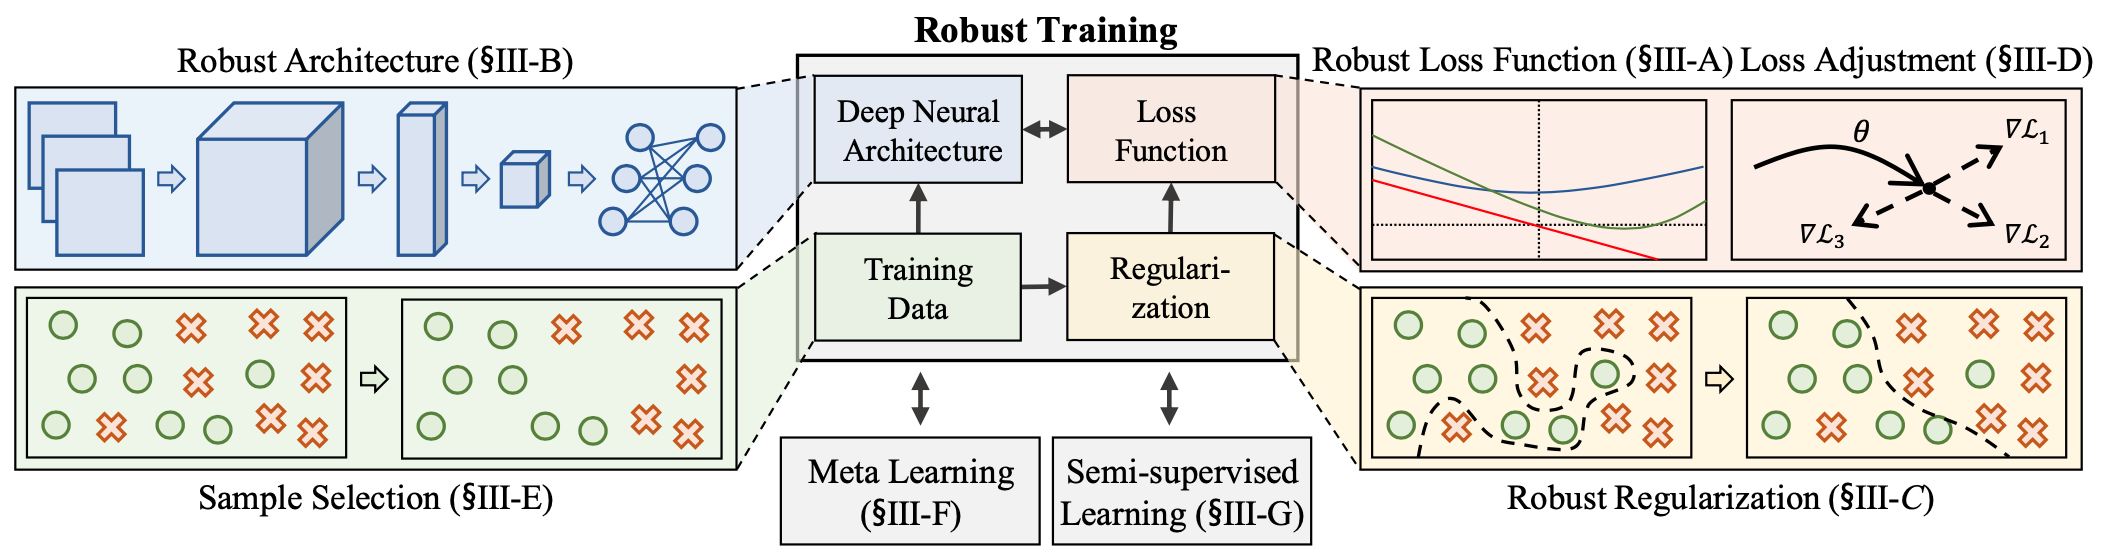 Robust Training
Robust Architecture (§III-B)
Robust Loss Function (§III-A) Loss Adjustment (§III-D)
Deep Neural
Architecture
Loss
Function
θ
∇ℒ₁
∇ℒ₃
∇ℒ₂
Training
Data
Regulari-
zation
Meta Learning
(§III-F)
Semi-supervised
Learning (§III-G)
Sample Selection (§III-E)
Robust Regularization (§III-C)